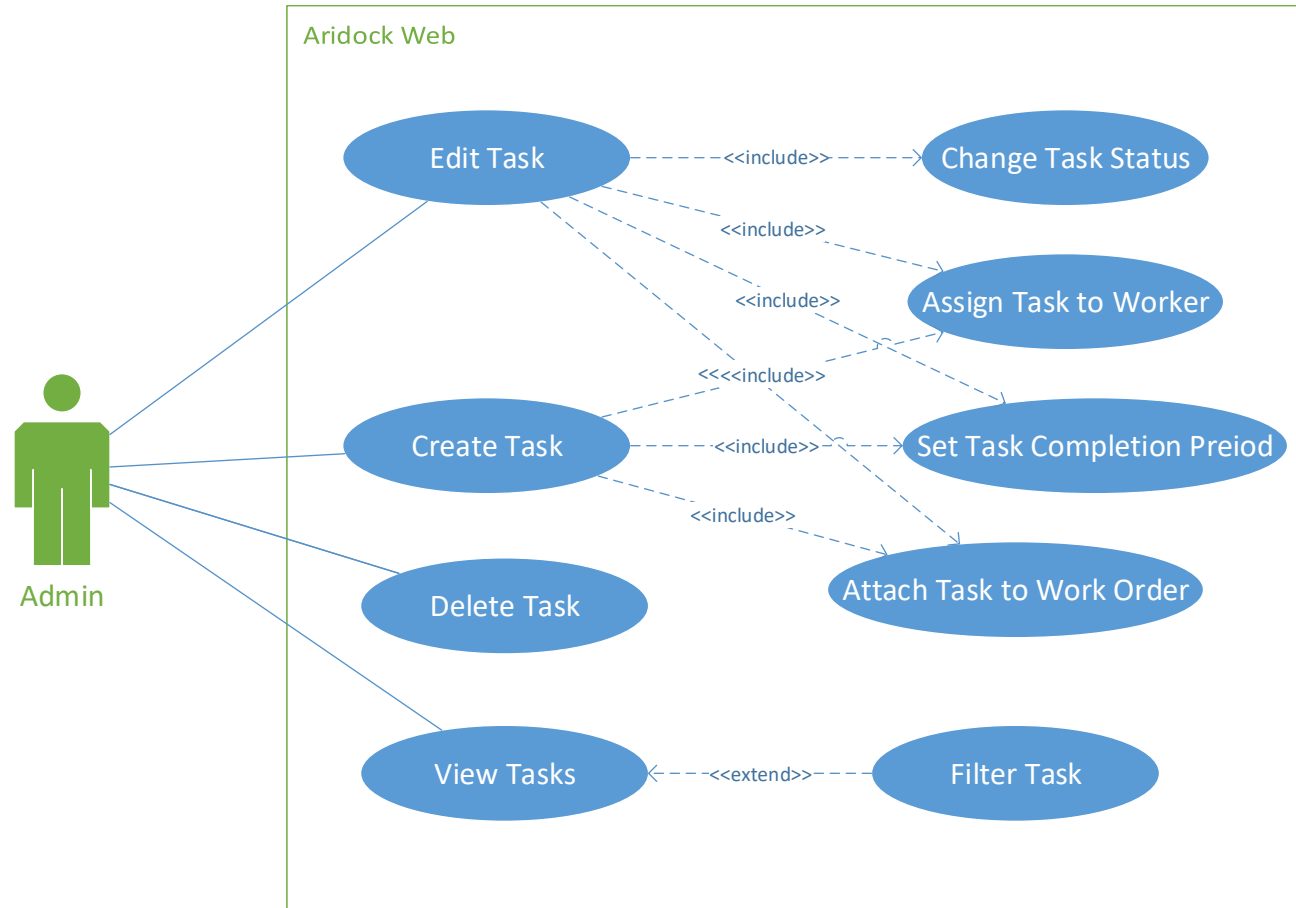 Aridock Web
Edit Task
<<include>>
Change Task Status
<<include>>
Assign Task to Worker
<<include>>
<<<<include>>
Create Task
<<include>>
Set Task Completion Preiod
<<include>>
Attach Task to Work Order
Admin
Delete Task
View Tasks
<<extend>>
Filter Task